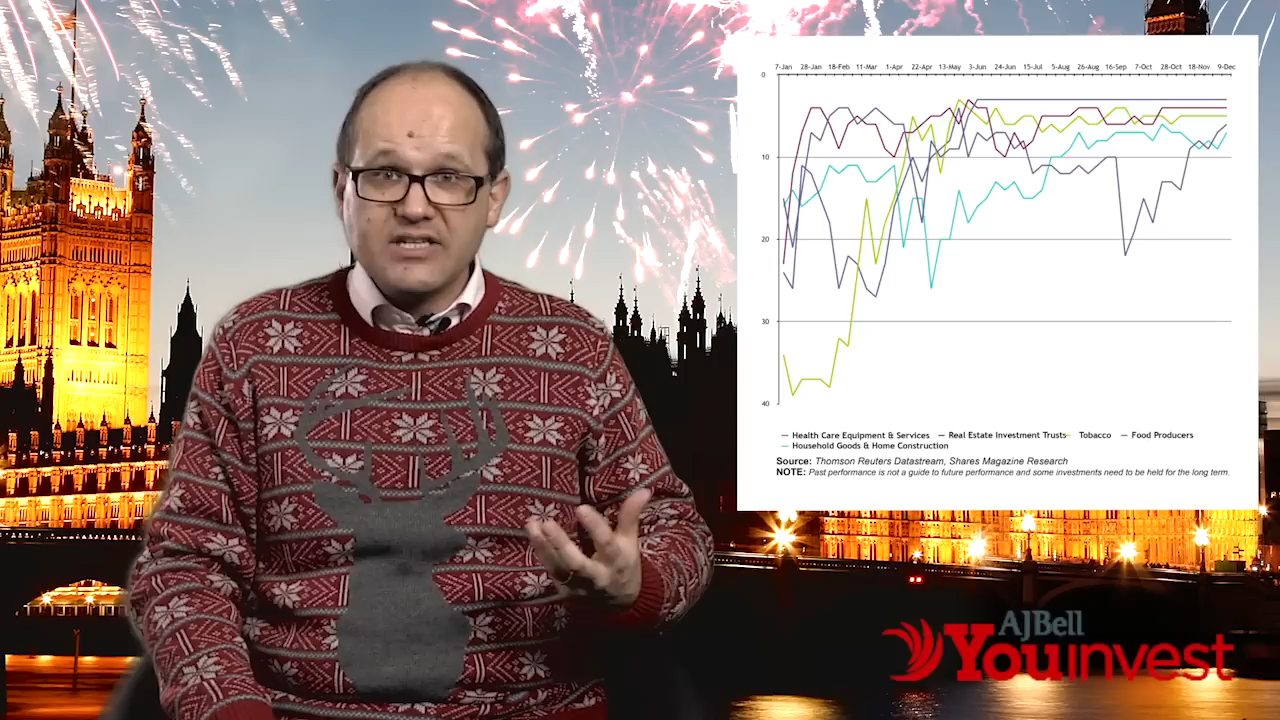 7-Jan 28-Jan 18-Feb 11-Mar 1-Apr 22-Apr 13-May 3-Jun 24-Jun 15-Jul 5-Aug 26-Aug 16-Sep 7-Oct 28-Oct 18-Nov 9-Dec
0
10
20
30
40
Health Care Equipment & Services Real Estate Investment Trusts Tobacco Food Producers
Household Goods & Home Construction
Source: Thomson Reuters Datastream, Shares Magazine Research
NOTE: Past performance is not a guide to future performance and some investments need to be held for the long term.
AJBell
Youinvest